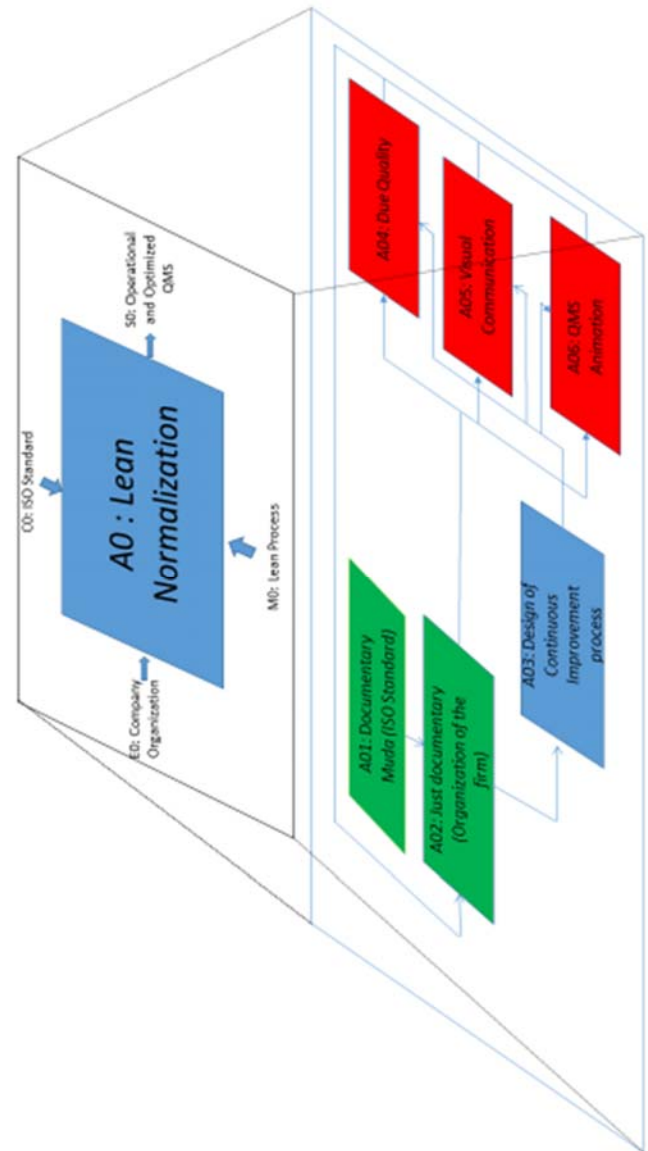 C0: ISO Standard
E0: Company
Organization
A0 : Lean
Normalization
S0: Operational
and Optimized
QMS
M0: Lean Process
A01: Documentary
Muda (ISO Standard)
A02: Just documentary
(Organization of the
firm)
A03: Design of
Continuous
Improvement
process
A04: Due Quality
A05: Visual
Communication
A06: QMS
Animation